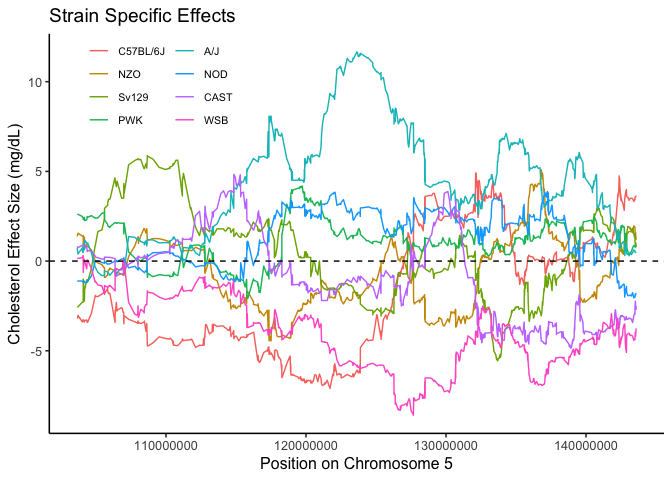 Strain Specific Effects
C57BL/6J A/J
NZO NOD
Sv129 CAST
PWK WSB
Cholesterol Effect Size (mg/dL)
10
5
0
-5
110000000 120000000 130000000 140000000
Position on Chromosome 5